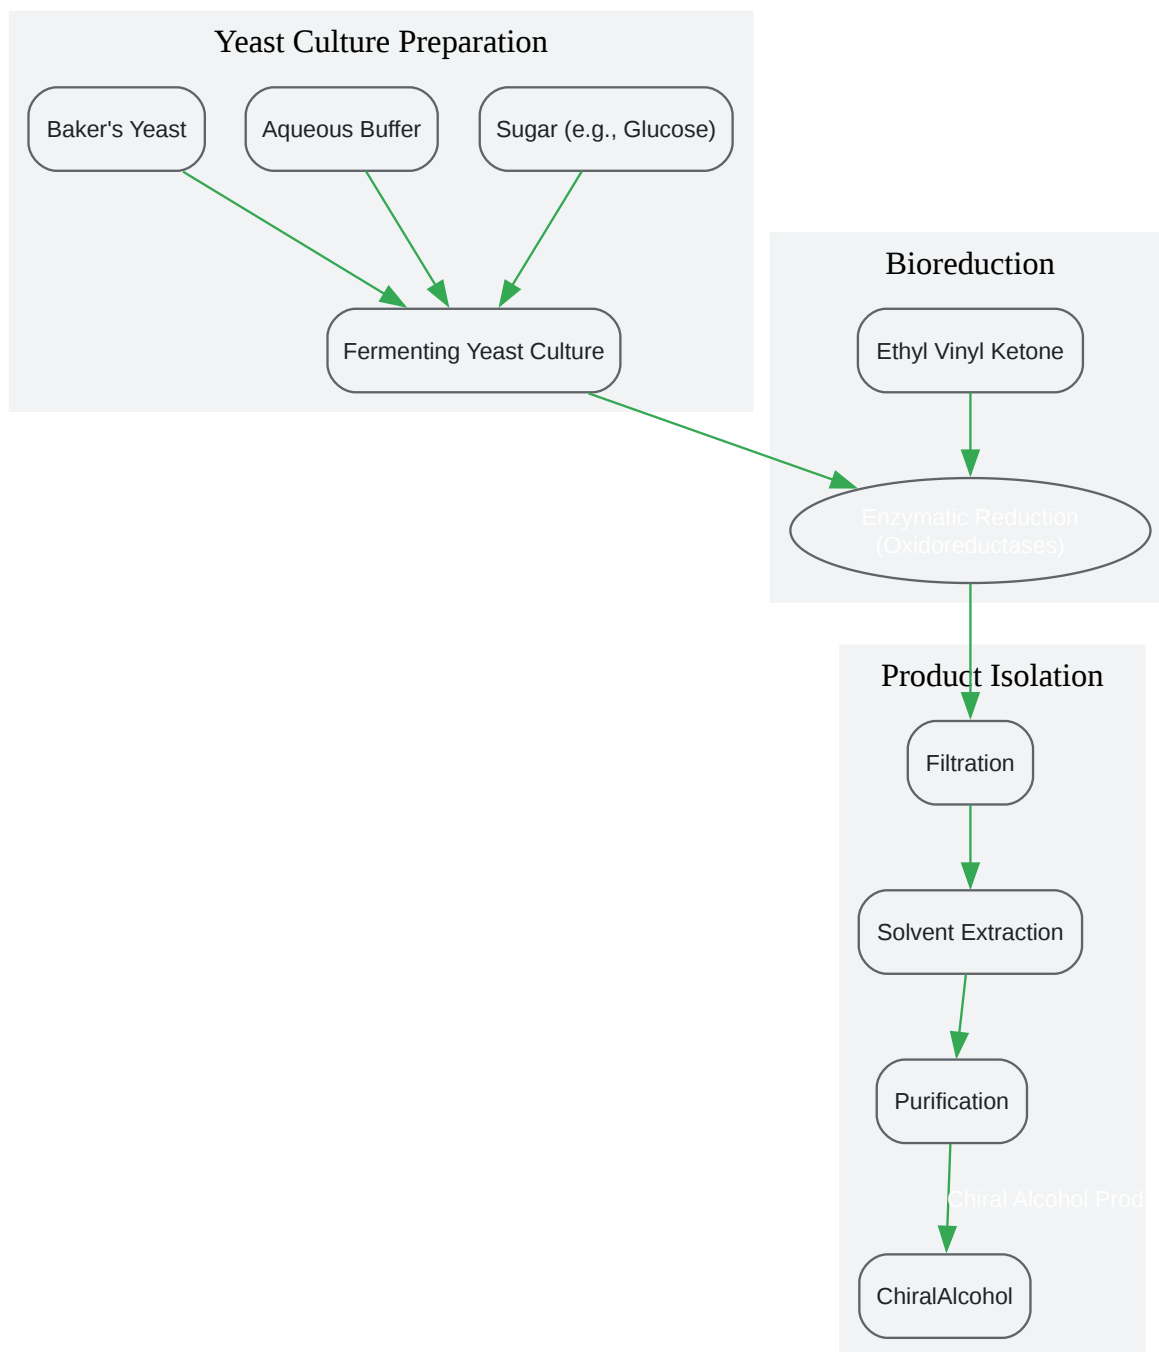 Yeast Culture Preparation
Baker's Yeast
Aqueous Buffer
Sugar (e.g., Glucose)
Fermenting Yeast Culture
Bioreduction
Ethyl Vinyl Ketone
Enzymatic Reduction
(Oxidoreductases)
Product Isolation
Filtration
Solvent Extraction
Purification
Chiral Alcohol Prod
ChiralAlcohol